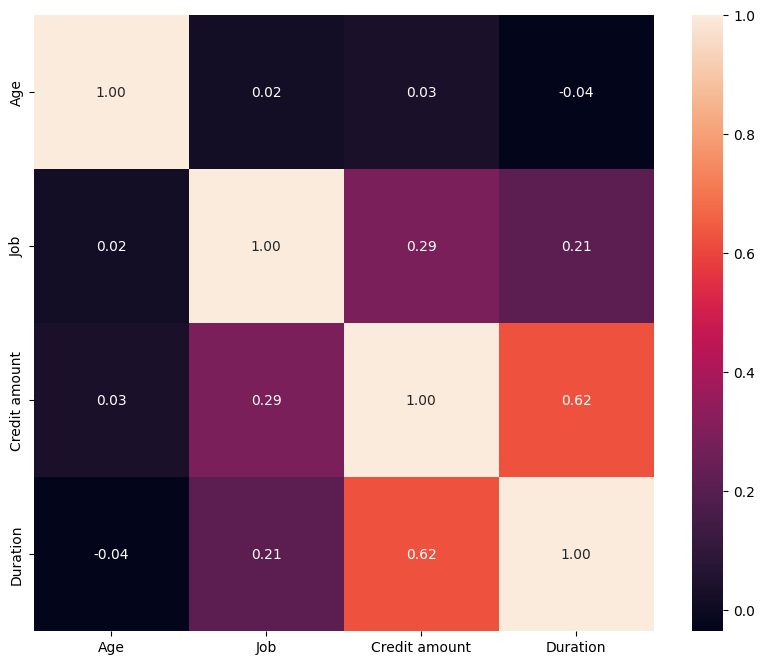 Age 1.00 0.02 0.03 -0.04
Job 0.02 1.00 0.29 0.21
Credit amount 0.03 0.29 1.00 0.62
Duration -0.04 0.21 0.62 1.00
Age Job Credit amount Duration
1.0
0.8
0.6
0.4
0.2
0.0